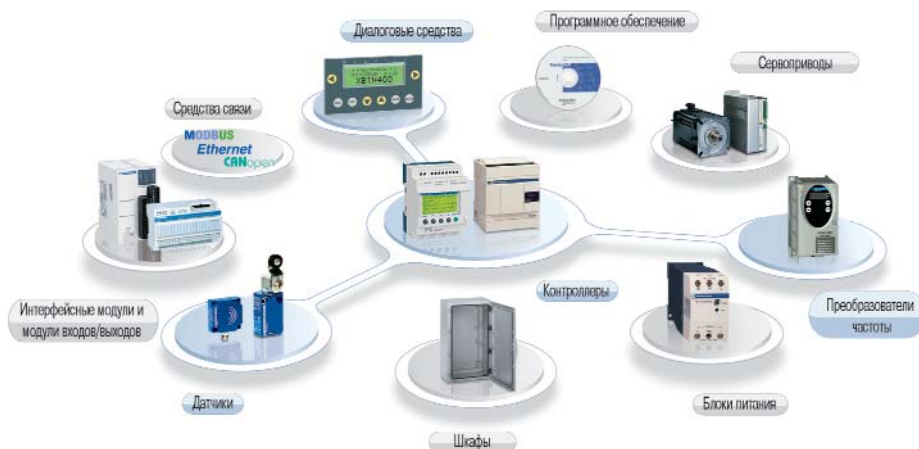 Диалоговые средства
Программное обеспечение
Сервоприводы
Средства связи
MODBUS
Ethernet
CANopen
XBTN400
Интерфейсные модули и
модули входов/выходов
Контроллеры
Преобразователи
частоты
Датчики
Блоки питания
Шкафы